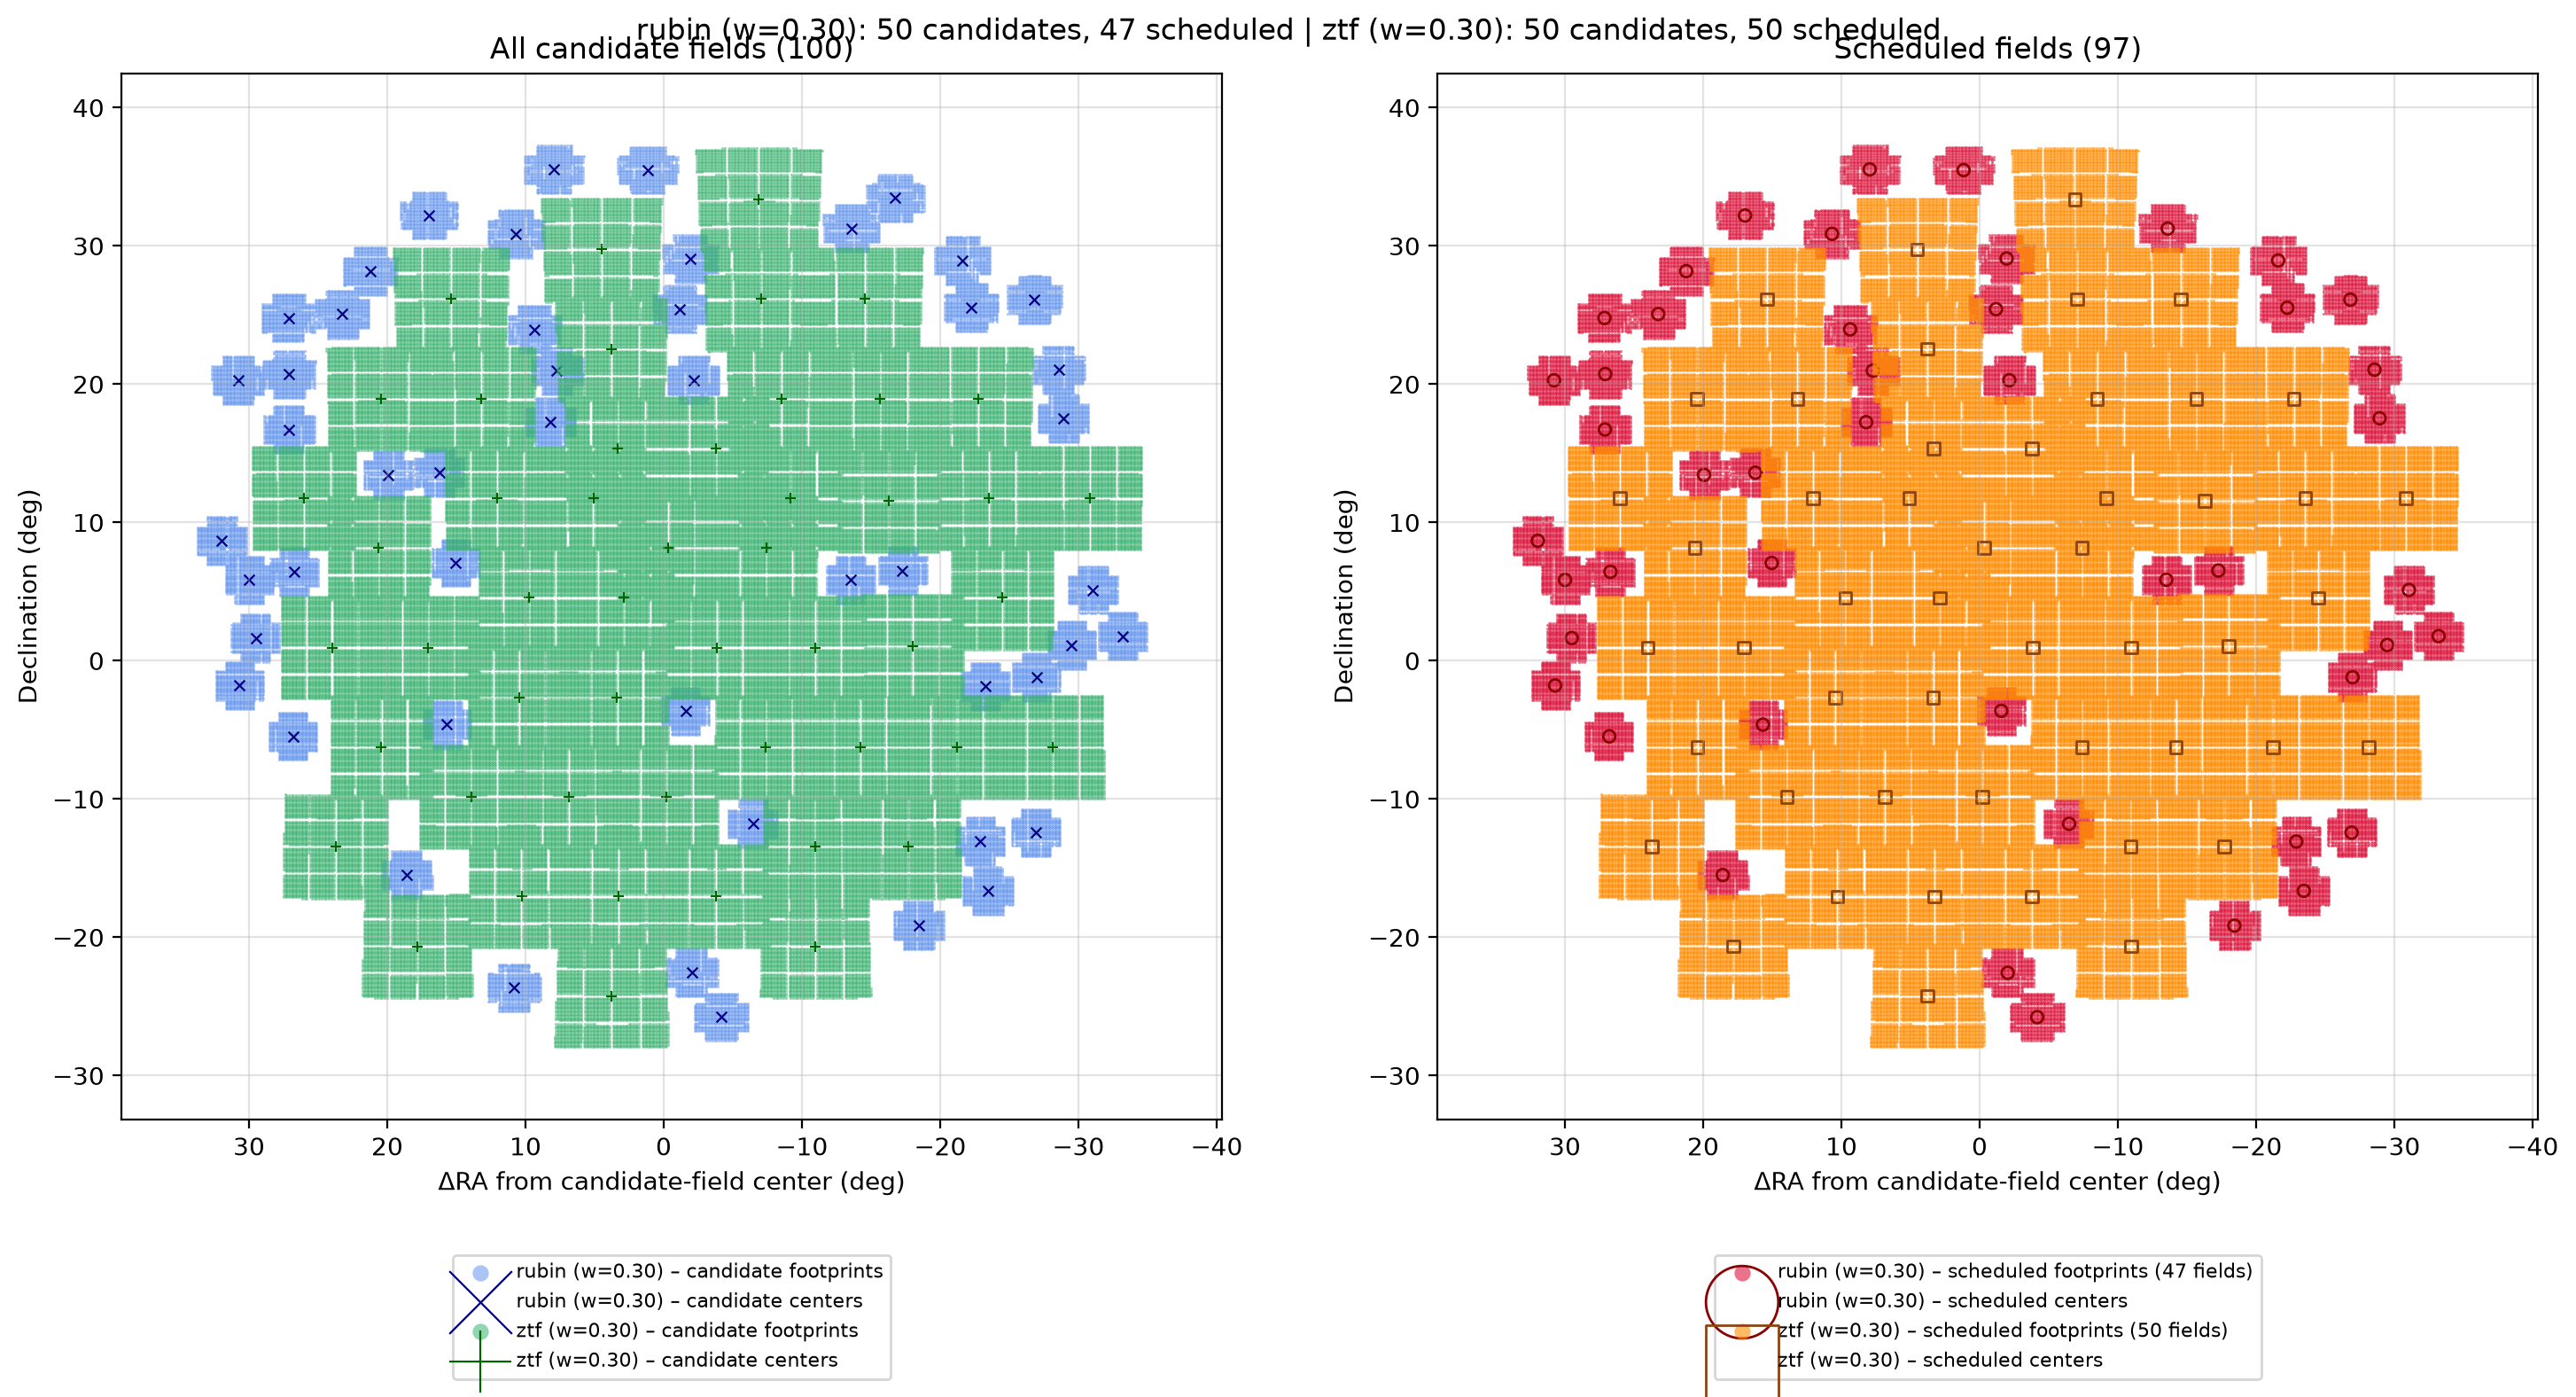 rubin (w=0.30): 50 candidates, 47 scheduled | ztf (w=0.30): 50 candidates, 50 scheduled
All candidate fields (100)
Scheduled fields (97)
40
30
20
10
0
−10
−20
−30
Declination (deg)
30
20
10
0
−10
−20
−30
−40
ΔRA from candidate-field center (deg)
40
30
20
10
0
−10
−20
−30
Declination (deg)
30
20
10
0
−10
−20
−30
−40
ΔRA from candidate-field center (deg)
rubin (w=0.30) – candidate footprints
rubin (w=0.30) – candidate centers
ztf (w=0.30) – candidate footprints
ztf (w=0.30) – candidate centers
rubin (w=0.30) – scheduled footprints (47 fields)
rubin (w=0.30) – scheduled centers
ztf (w=0.30) – scheduled footprints (50 fields)
ztf (w=0.30) – scheduled centers